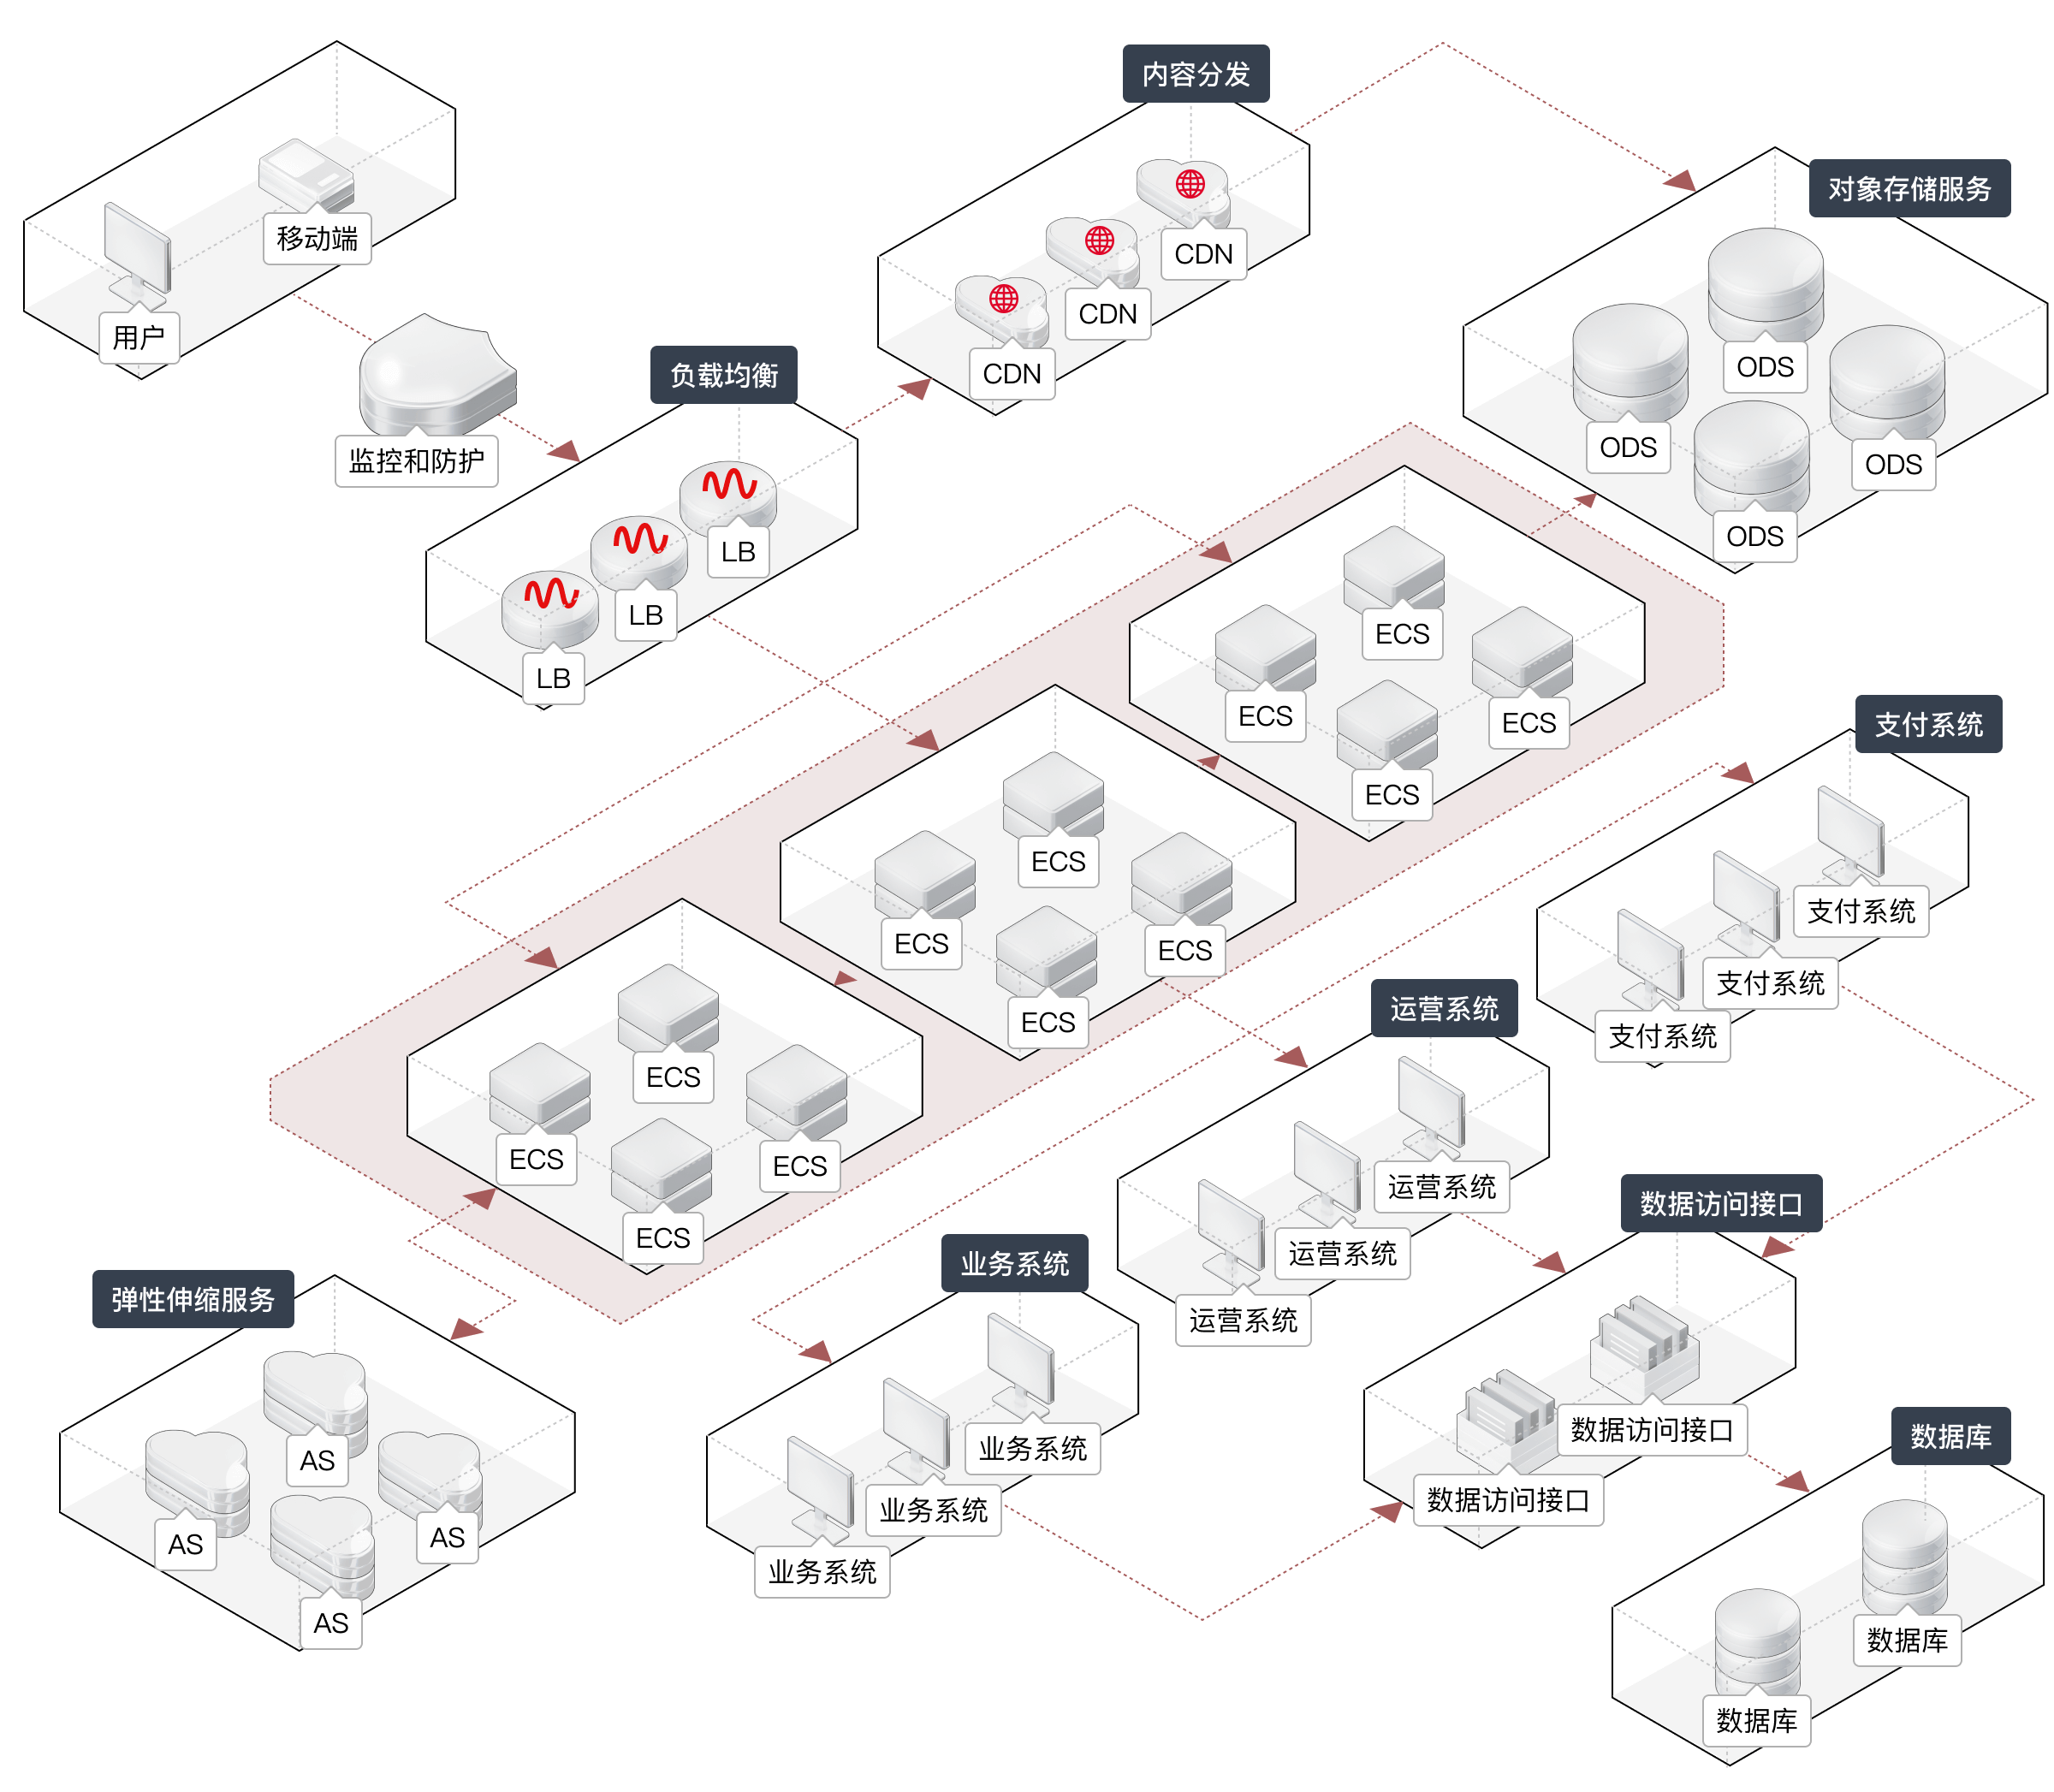 移动端
用户
监控和防护
负载均衡
LB
LB
LB
内容分发
CDN
CDN
CDN
对象存储服务
ODS
ODS
ODS
ODS
ECS
ECS
ECS
ECS
ECS
ECS
ECS
ECS
ECS
ECS
ECS
ECS
支付系统
支付系统
支付系统
支付系统
运营系统
运营系统
运营系统
运营系统
业务系统
业务系统
业务系统
业务系统
弹性伸缩服务
AS
AS
AS
AS
数据访问接口
数据访问接口
数据访问接口
数据库
数据库
数据库